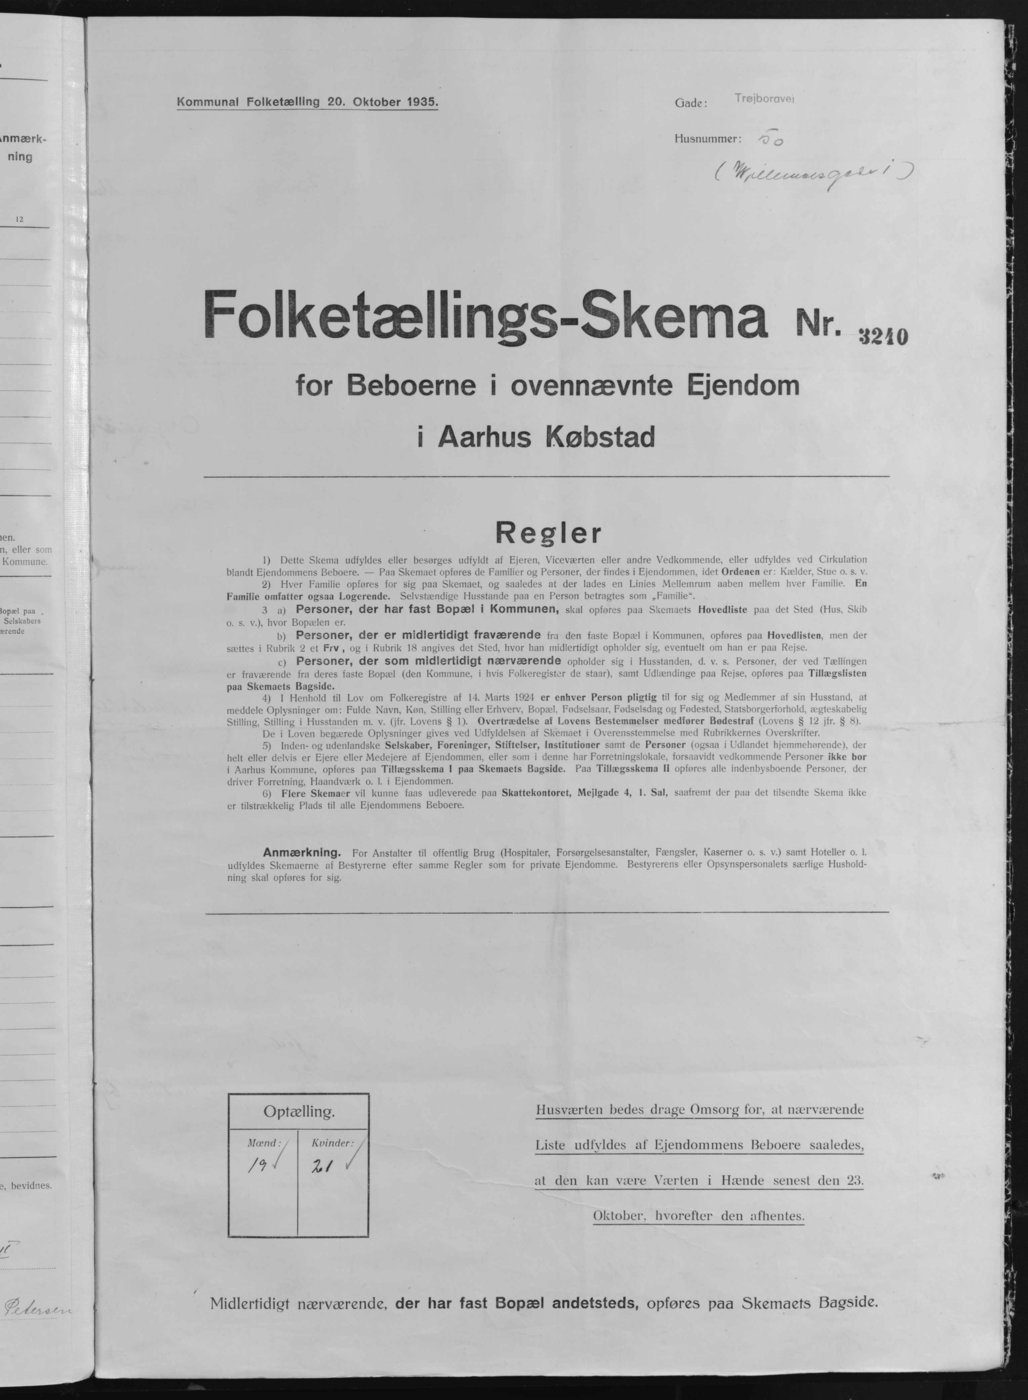 Anmærk-
ning
12
en, eller som
Kommune.
Bopæl paa
Selskabers
e, bevidnes.
Petersen
Kommunal Folketælling 20. Oktober 1935.
Gade: Trøjborgvej
Husnummer: 50
Folketællings-Skema Nr. 3240
for Beboerne i ovennævnte Ejendom
i Aarhus Købstad
Regler
1) Dette Skema udfyldes eller besørges udfyldt af Ejeren, Viceværten eller andre Vedkommende, eller udfyldes ved Cirkulation
blandt Ejendommens Beboere. — Paa Skemaet opføres de Familier og Personer, der findes i Ejendommen, idet Ordenen er: Kælder, Stue o. s. v.
2) Hver Familie opføres for sig paa Skemaet, og saaledes at der lades en Linies Mellemrum aaben mellem hver Familie. En
Familie omfatter ogsaa Logerende. Selvstændige Husstande paa en Person betragtes som „Familie“.
3 a) Personer, der har fast Bopæl i Kommunen, skal opføres paa Skemaets Hovedliste paa det Sted (Hus, Skib
o. s. v.), hvor Bopælen er.
b) Personer, der er midlertidigt fraværende fra den faste Bopæl i Kommunen, opføres paa Hovedlisten, men der
sættes i Rubrik 2 et Frv., og i Rubrik 18 angives det Sted, hvor han midlertidigt opholder sig, eventuelt om han er paa Rejse.
c) Personer, der som midlertidigt nærværende opholder sig i Husstanden, d. v. s. Personer, der ved Tællingen
er fraværende fra deres faste Bopæl (den Kommune, i hvis Folkeregister de staar), samt Udlændinge paa Rejse, opføres paa Tillægslisten
paa Skemaets Bagside.
4) I Henhold til Lov om Folkeregistre af 14. Marts 1924 er enhver Person pligtig til for sig og Medlemmer af sin Husstand, at
meddele Oplysninger om: Fulde Navn, Køn, Stilling eller Erhverv, Bopæl, Fødselsaar, Fødselsdag og Fødested, Statsborgerforhold, ægteskabelig
Stilling, Stilling i Husstanden m. v. (jfr. Lovens § 1). Overtrædelse af Lovens Bestemmelser medfører Bødestraf (Lovens § 12 jfr. § 8).
De i Loven begærede Oplysninger gives ved Udfyldelsen af Skemaet i Overensstemmelse med Rubrikkernes Overskrifter.
5) Inden- og udenlandske Selskaber, Foreninger, Stiftelser, Institutioner samt de Personer (ogsaa i Udlandet hjemmehørende), der
helt eller delvis er Ejere eller Medejere af Ejendommen, eller som i denne har Forretningslokale, forsaavidt vedkommende Personer ikke bor
i Aarhus Kommune, opføres paa Tillægsskema I paa Skemaets Bagside. Paa Tillægsskema II opføres alle indenbysboende Personer, der
driver Forretning, Haandværk o. l. i Ejendommen.
6) Flere Skemaer vil kunne faas udleverede paa Skattekontoret, Mejlgade 4, 1. Sal, saafremt der paa det tilsendte Skema ikke
er tilstrækkelig Plads til alle Ejendommens Beboere.
Anmærkning. For Anstalter til offentlig Brug (Hospitaler, Forsørgelsesanstalter, Fængsler, Kaserner o. s. v.) samt Hoteller o. l.
udfyldes Skemaerne af Bestyrerne efter samme Regler som for private Ejendomme. Bestyrerens eller Opsynspersonalets særlige Hushold-
ning skal opføres for sig.
Optælling.
Mænd: Kvinder:
19 21
Husværten bedes drage Omsorg for, at nærværende
Liste udfyldes af Ejendommens Beboere saaledes,
at den kan være Værten i Hænde senest den 23.
Oktober, hvorefter den afhentes.
Midlertidigt nærværende, der har fast Bopæl andetsteds, opføres paa Skemaets Bagside.